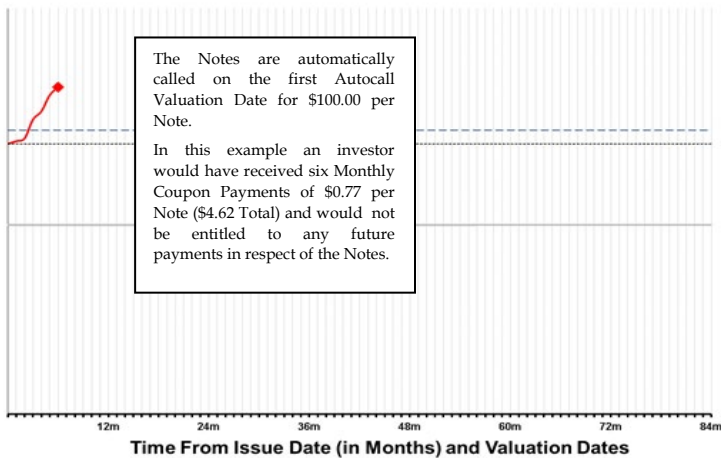 The Notes are automatically
called on the first Autocall
Valuation Date for $100.00 per
Note.
In this example an investor
would have received six Monthly
Coupon Payments of $0.77 per
Note ($4.62 Total) and would not
be entitled to any future
payments in respect of the Notes.
12m 24m 36m 48m 60m 72m 84m
Time From Issue Date (in Months) and Valuation Dates